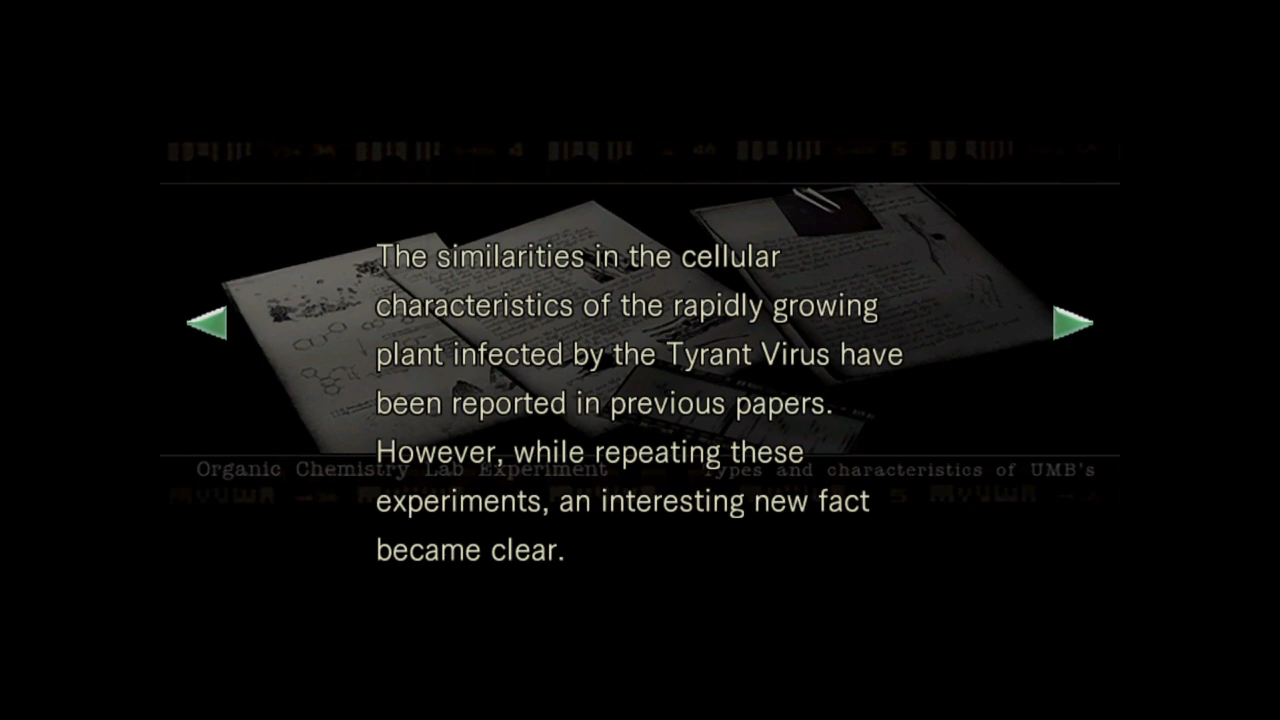 The similarities in the cellular
characteristics of the rapidly growing
plant infected by the Tyrant Virus have
been reported in previous papers.
However, while repeating these
Organic Chemistry Lab Experiment Types and characteristics of UMB's
experiments, an interesting new fact
became clear.